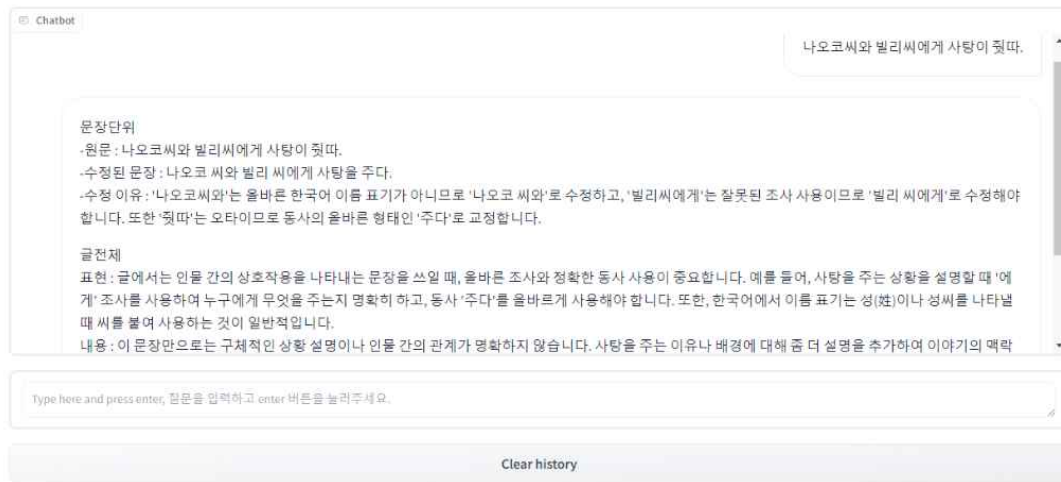 Chatbot
나오코씨와 빌리씨에게 사탕이 줫따.
문장단위
-원문 : 나오코씨와 빌리씨에게 사탕이 줫따.
-수정된 문장 : 나오코 씨와 빌리 씨에게 사탕을 주다.
-수정 이유 : '나오코씨와'는 올바른 한국어 이름 표기가 아니므로 '나오코 씨와'로 수정하고, '빌리씨에게'는 잘못된 조사 사용이므로 '빌리 씨에게'로 수정해야
합니다. 또한 '줫따'는 오타이므로 동사의 올바른 형태인 '주다'로 교정합니다.
글전체
표현 : 글에서는 인물 간의 상호작용을 나타내는 문장을 쓰일 때, 올바른 조사와 정확한 동사 사용이 중요합니다. 예를 들어, 사탕을 주는 상황을 설명할 때 '에
게' 조사를 사용하여 누구에게 무엇을 주는지 명확히 하고, 동사 '주다'를 올바르게 사용해야 합니다. 또한, 한국어에서 이름 표기는 성(姓)이나 성씨를 나타낼
때 씨를 붙여 사용하는 것이 일반적입니다.
내용 : 이 문장만으로는 구체적인 상황 설명이나 인물 간의 관계가 명확하지 않습니다. 사탕을 주는 이유나 배경에 대해 좀 더 설명을 추가하여 이야기의 맥락
Type here and press enter, 질문을 입력하고 enter 버튼을 눌러주세요.
Clear history